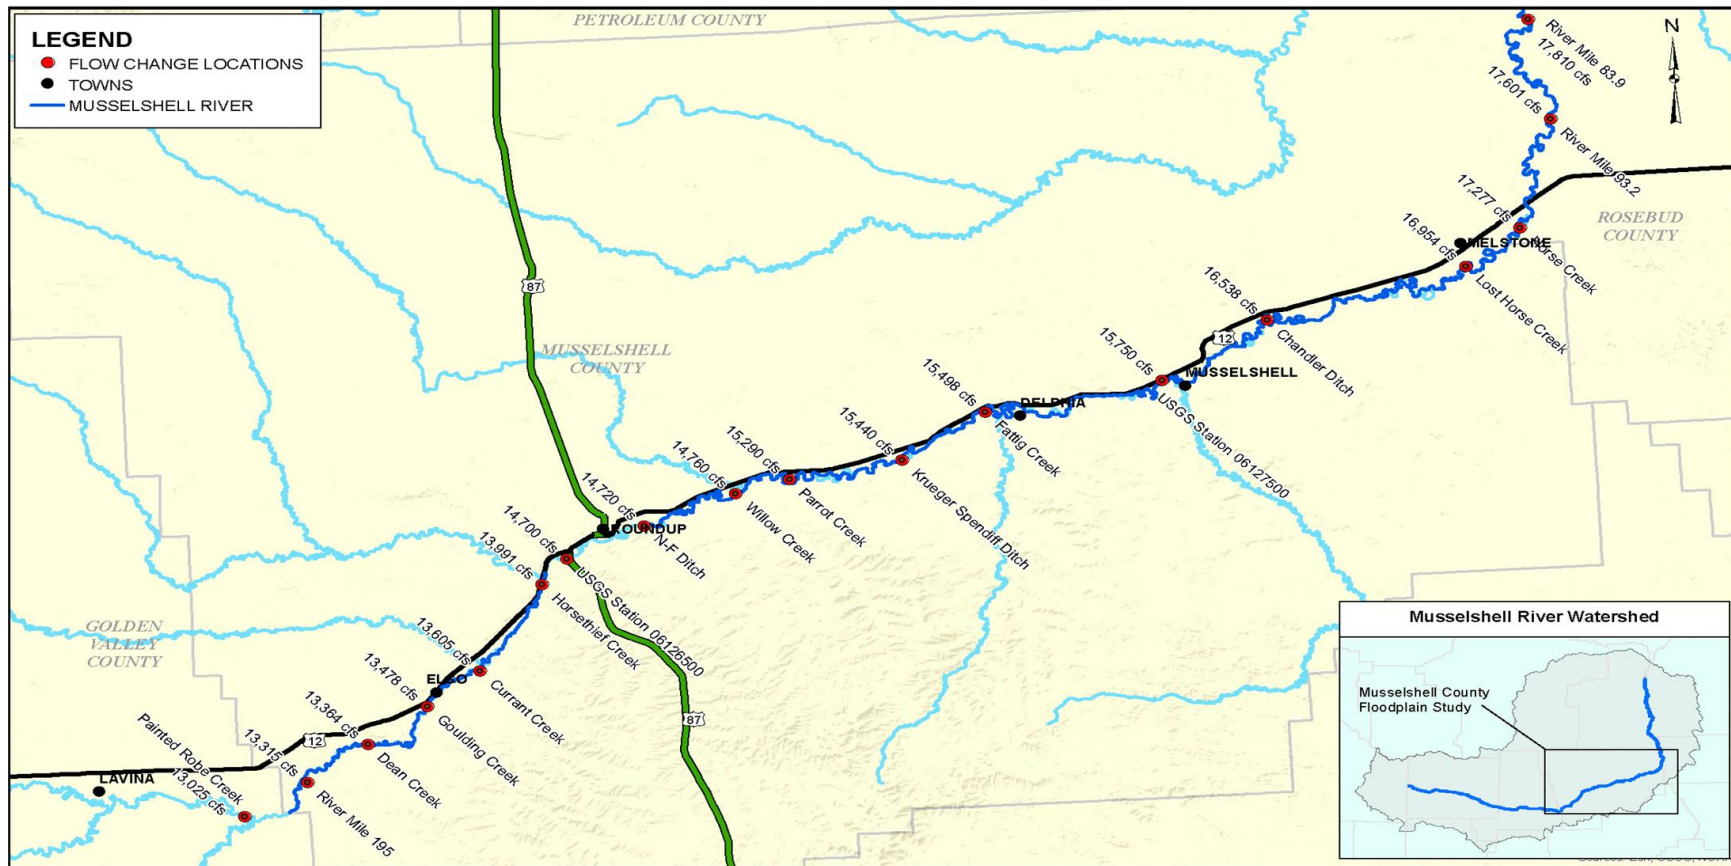 LEGEND
FLOW CHANGE LOCATIONS
TOWNS
MUSSELSHELL RIVER
PETROLEUM COUNTY
N
River Mile 83.9
17,810 cfs
17,601 cfs
River Mile 93.2
17,277 cfs
Horse Creek
ROSEBUD
COUNTY
MELSTONE
16,954 cfs
Lost Horse Creek
87
16,538 cfs
Chandler Ditch
12
MUSSELSHELL
COUNTY
15,750 cfs
MUSSELSHELL
USGS Station 06127500
15,498 cfs
DELPHIA
Fattig Creek
15,440 cfs
Krueger Spendiff Ditch
15,290 cfs
Parrot Creek
14,760 cfs
Willow Creek
14,720 cfs
ROUNDUP
N-F Ditch
14,700 cfs
USGS Station 06126500
13,991 cfs
Horsethief Creek
GOLDEN
VALLEY
COUNTY
13,605 cfs
Currant Creek
13,478 cfs
Goulding Creek
87
13,364 cfs
Dean Creek
12
13,315 cfs
River Mile 195
Painted Robe Creek
13,025 cfs
LAVINA
Musselshell River Watershed
Musselshell County
Floodplain Study